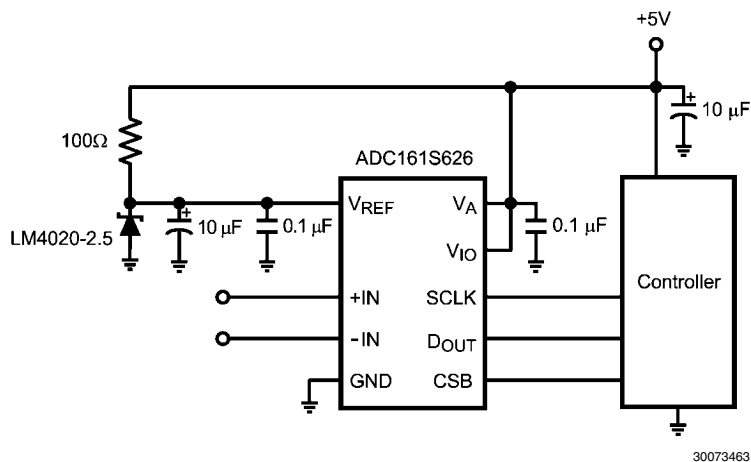 +5V
+
10 µF
100Ω
ADC161S626
VREF
VA
+
10 µF
0.1 µF
0.1 µF
LM4020-2.5
VIO
Controller
+IN
SCLK
-IN
DOUT
GND
CSB
30073463